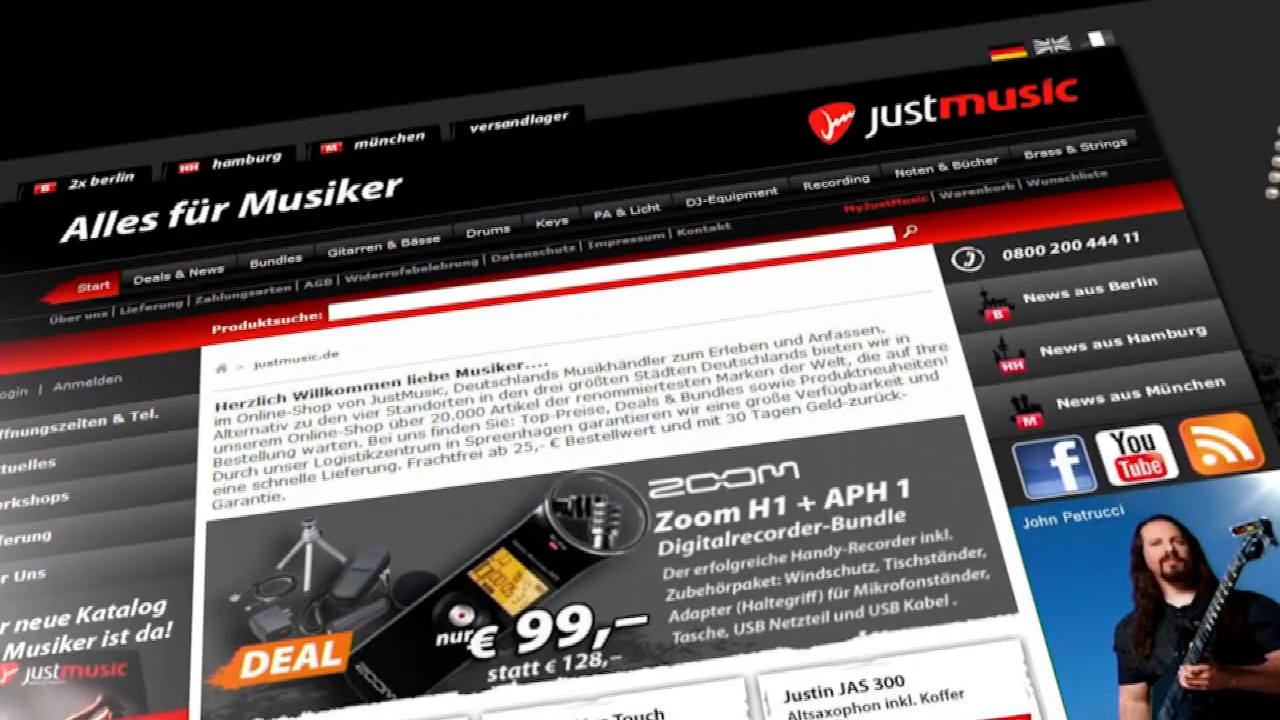 justmusic
B 2x berlin
HH hamburg
M münchen
versandlager
Alles für Musiker
Start
Deals & News
Bundles
Gitarren & Bässe
Drums
Keys
PA & Licht
DJ-Equipment
Recording
Noten & Bücher
Brass & Strings
Über uns | Lieferung | Zahlungsarten | AGB | Widerrufsbelehrung | Datenschutz | Impressum | Kontakt
MyJustMusic | Warenkorb | Wunschliste
Produktsuche:
0800 200 444 11
News aus Berlin
B
News aus Hamburg
HH
News aus München
M
f
You
Tube
John Petrucci
ogin | Anmelden
ffnungszeiten & Tel.
tuelles
orkshops
ferung
r Uns
r neue Katalog
Musiker ist da!
justmusic
> justmusic.de
Herzlich Willkommen liebe Musiker....
im Online-Shop von JustMusic, Deutschlands Musikhändler zum Erleben und Anfassen.
Alternativ zu den vier Standorten in den drei größten Städten Deutschlands bieten wir in
unserem Online-Shop über 20.000 Artikel der renommiertesten Marken der Welt, die auf Ihre
Bestellung warten. Bei uns finden Sie: Top-Preise, Deals & Bundles sowie Produktneuheiten!
Durch unser Logistikzentrum in Spreenhagen garantieren wir eine große Verfügbarkeit und
eine schnelle Lieferung. Frachtfrei ab 25,- € Bestellwert und mit 30 Tagen Geld-zurück-
Garantie.
ZOOM
Zoom H1 + APH 1
Digitalrecorder-Bundle
Der erfolgreiche Handy-Recorder inkl.
Zubehörpaket: Windschutz, Tischständer,
Adapter (Haltegriff) für Mikrofonständer,
Tasche, USB Netzteil und USB Kabel .
DEAL
nur € 99,–
statt € 128,–
zoom
Touch
Justin JAS 300
Altsaxophon inkl. Koffer